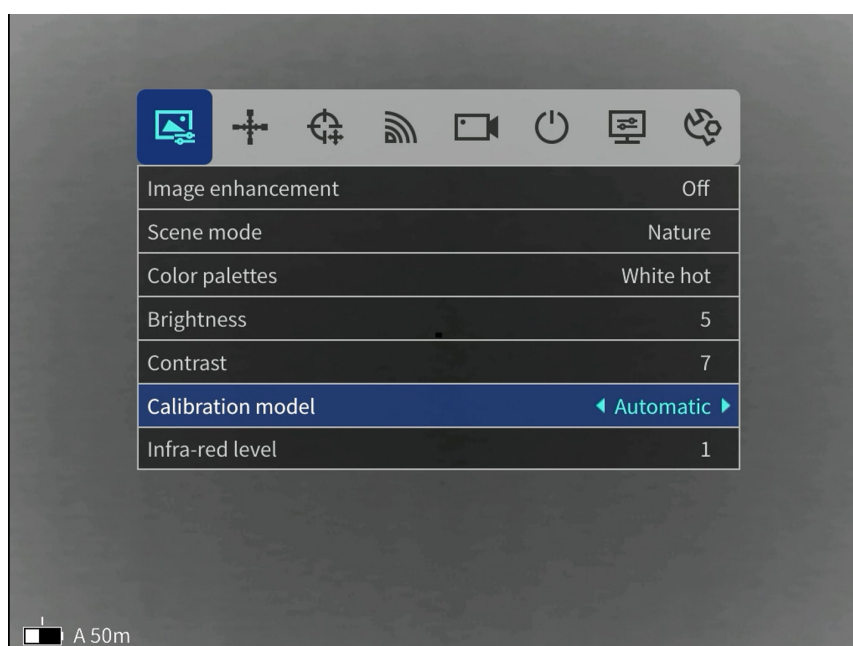 Image enhancement Off
Scene mode Nature
Color palettes White hot
Brightness 5
Contrast 7
Calibration model Automatic
Infra-red level 1
A 50m